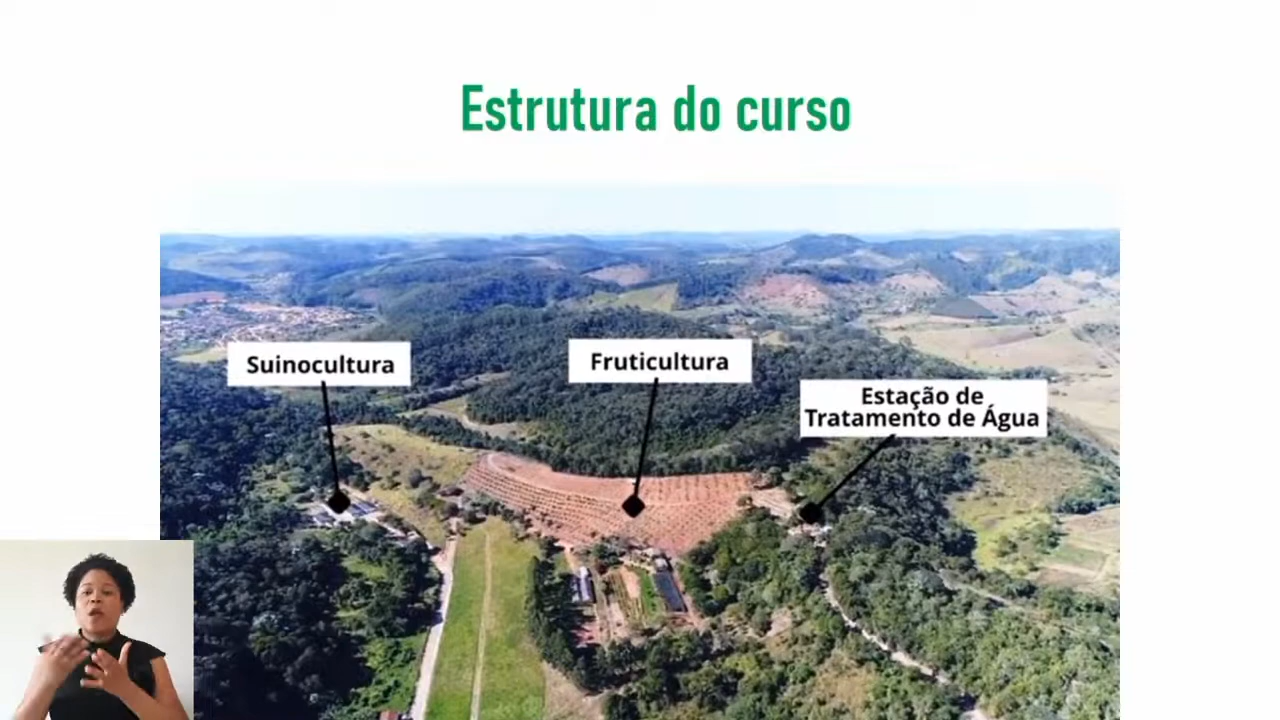 Estrutura do curso
Suinocultura
Fruticultura
Estação de
Tratamento de Água